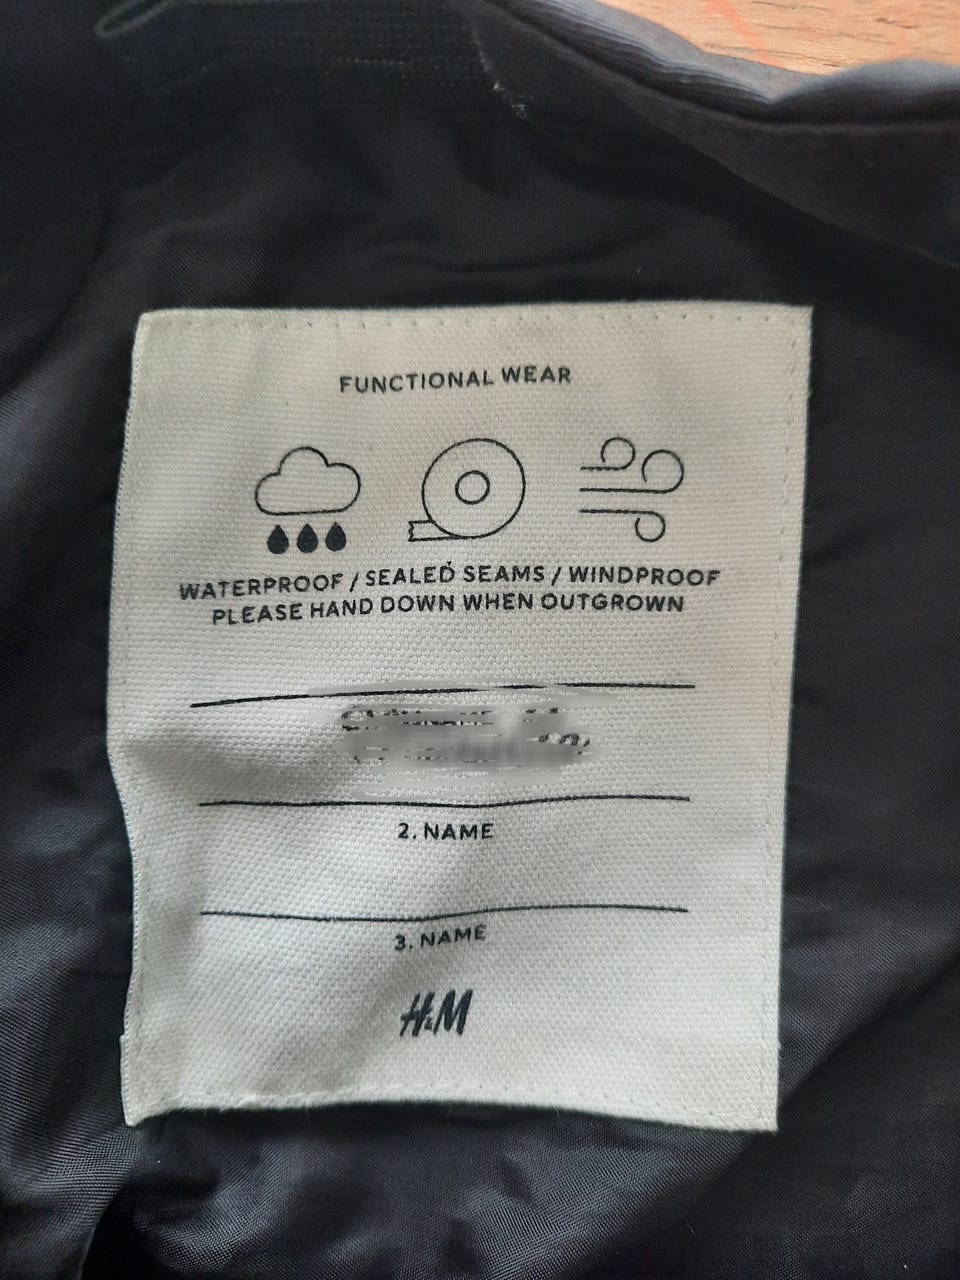 FUNCTIONAL WEAR
WATERPROOF / SEALED SEAMS / WINDPROOF
PLEASE HAND DOWN WHEN OUTGROWN
2. NAME
3. NAME
H&M